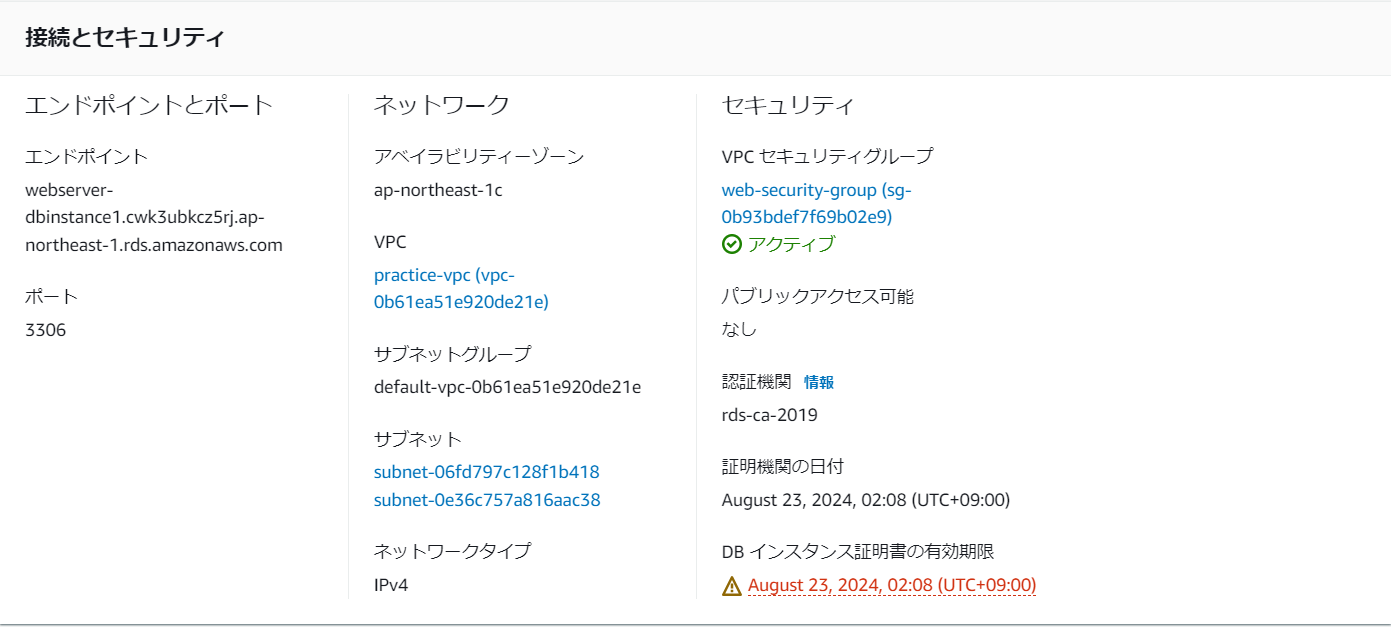 接続とセキュリティ
エンドポイントとポート
エンドポイント
webserver-
dbinstance1.cwk3ubkcz5rj.ap-
northeast-1.rds.amazonaws.com
ポート
3306
ネットワーク
アベイラビリティーゾーン
ap-northeast-1c
VPC
practice-vpc (vpc-
0b61ea51e920de21e)
サブネットグループ
default-vpc-0b61ea51e920de21e
サブネット
subnet-06fd797c128f1b418
subnet-0e36c757a816aac38
ネットワークタイプ
IPv4
セキュリティ
VPC セキュリティグループ
web-security-group (sg-
0b93bdef7f69b02e9)
アクティブ
パブリックアクセス可能
なし
認証機関 情報
rds-ca-2019
証明機関の日付
August 23, 2024, 02:08 (UTC+09:00)
DB インスタンス証明書の有効期限
August 23, 2024, 02:08 (UTC+09:00)